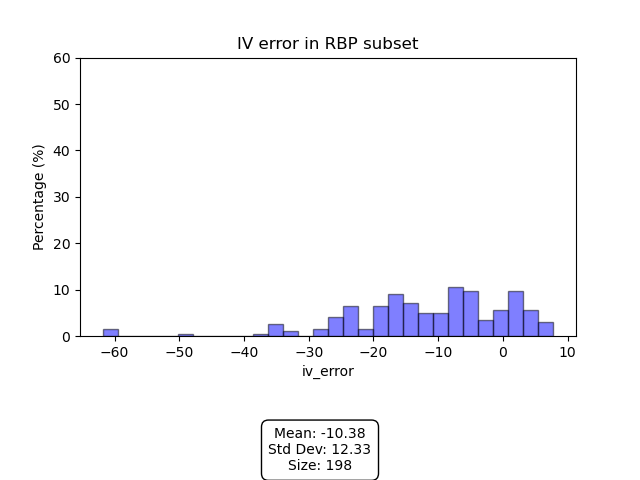 IV error in RBP subset
60
50
40
30
20
10
0
Percentage (%)
−60 −50 −40 −30 −20 −10 0 10
iv_error
Mean: -10.38
Std Dev: 12.33
Size: 198